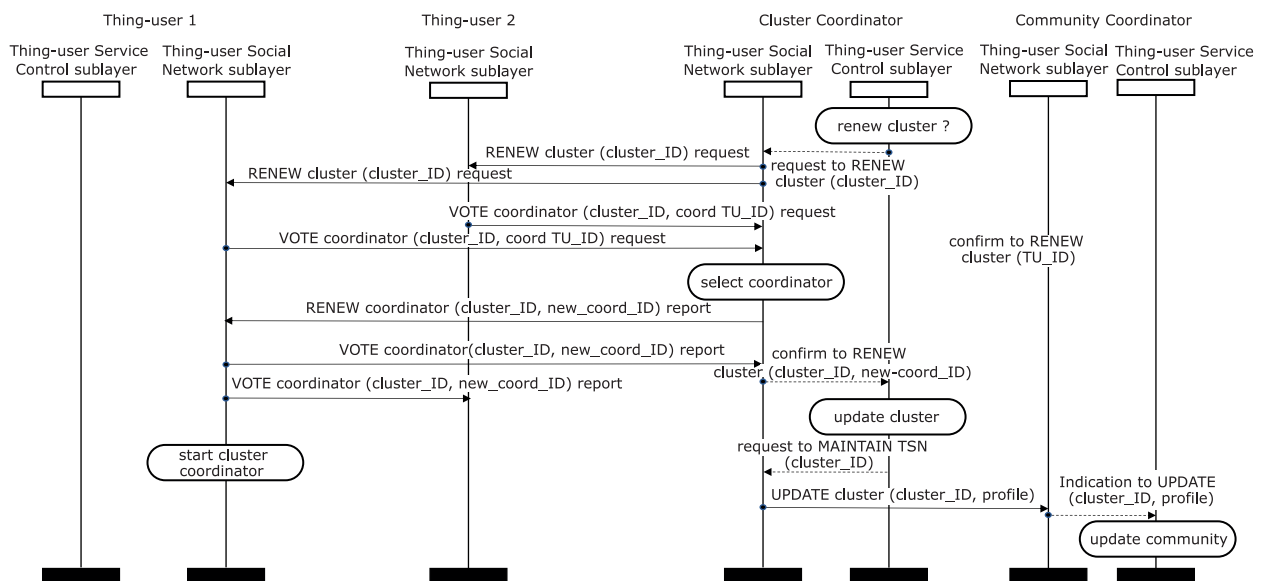 Thing-user 1
Thing-user 2
Cluster Coordinator
Community Coordinator
Thing-user Service
Control sublayer
Thing-user Social
Network sublayer
Thing-user Social
Network sublayer
Thing-user Social
Network sublayer
Thing-user Service
Control sublayer
Thing-user Social
Network sublayer
Thing-user Service
Control sublayer
renew cluster ?
RENEW cluster (cluster_ID) request
request to RENEW
cluster (cluster_ID)
RENEW cluster (cluster_ID) request
VOTE coordinator (cluster_ID, coord TU_ID) request
VOTE coordinator (cluster_ID, coord TU_ID) request
confirm to RENEW
cluster (TU_ID)
select coordinator
RENEW coordinator (cluster_ID, new_coord_ID) report
VOTE coordinator(cluster_ID, new_coord_ID) report
confirm to RENEW
cluster (cluster_ID, new-coord_ID)
VOTE coordinator (cluster_ID, new_coord_ID) report
update cluster
start cluster
coordinator
request to MAINTAIN TSN
(cluster_ID)
UPDATE cluster (cluster_ID, profile)
Indication to UPDATE
(cluster_ID, profile)
update community